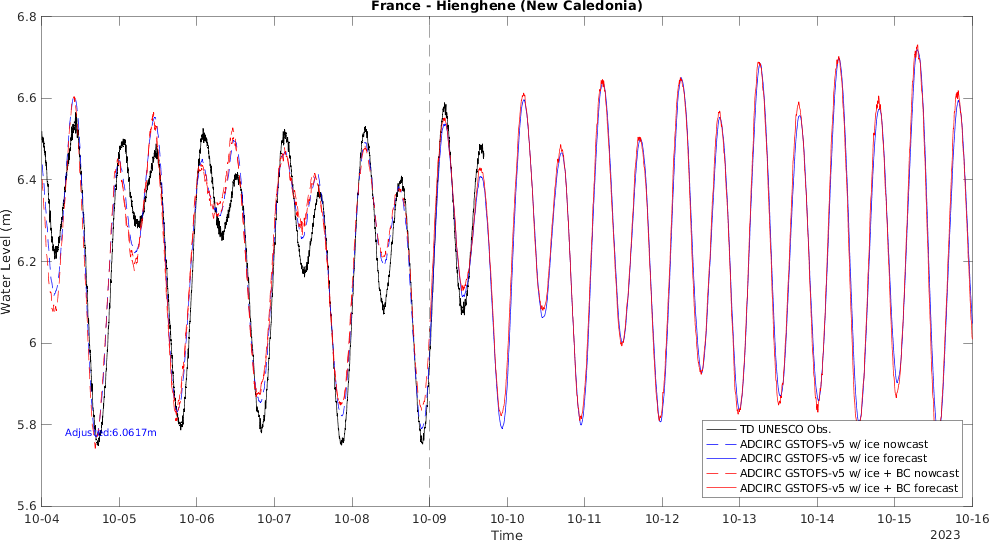 France - Hienghene (New Caledonia)
6.8
6.6
6.4
6.2
6
5.8
5.6
Water Level (m)
Adjusted:6.0617m
TD UNESCO Obs.
ADCIRC GSTOFS-v5 w/ ice nowcast
ADCIRC GSTOFS-v5 w/ ice forecast
ADCIRC GSTOFS-v5 w/ ice + BC nowcast
ADCIRC GSTOFS-v5 w/ ice + BC forecast
10-04 10-05 10-06 10-07 10-08 10-09 10-10 10-11 10-12 10-13 10-14 10-15 10-16
Time
2023